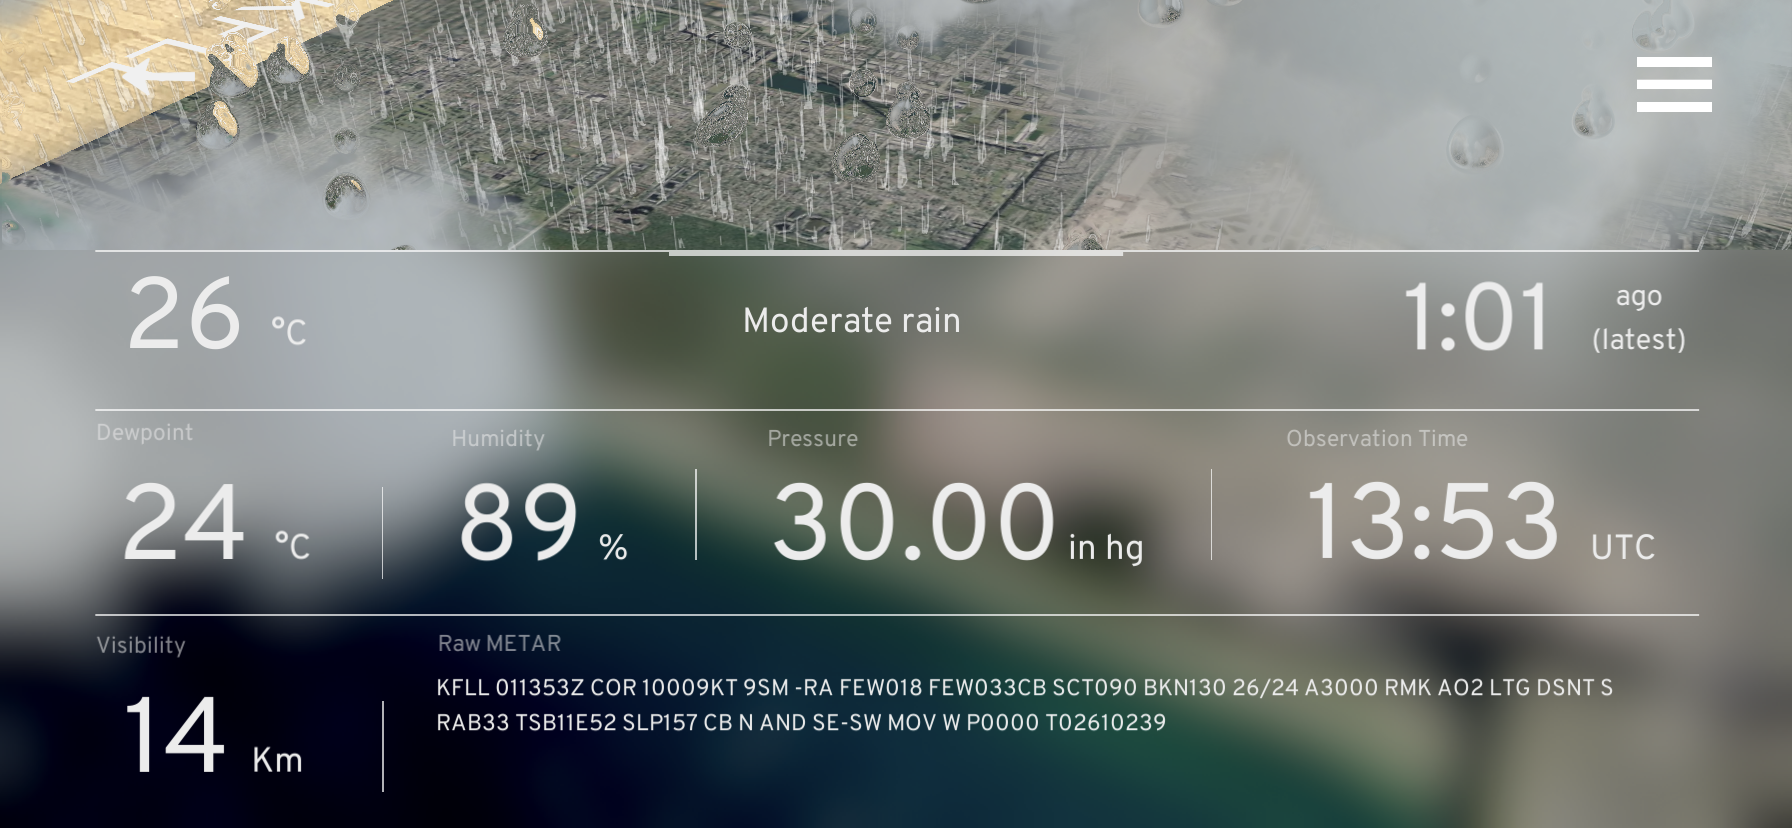 26 °C
Moderate rain
1:01 ago
(latest)
Dewpoint
24 °C
Humidity
89 %
Pressure
30.00 in hg
Observation Time
13:53 UTC
Visibility
14 Km
Raw METAR
KFLL 011353Z COR 10009KT 9SM -RA FEW018 FEW033CB SCT090 BKN130 26/24 A3000 RMK AO2 LTG DSNT S
RAB33 TSB11E52 SLP157 CB N AND SE-SW MOV W P0000 T02610239